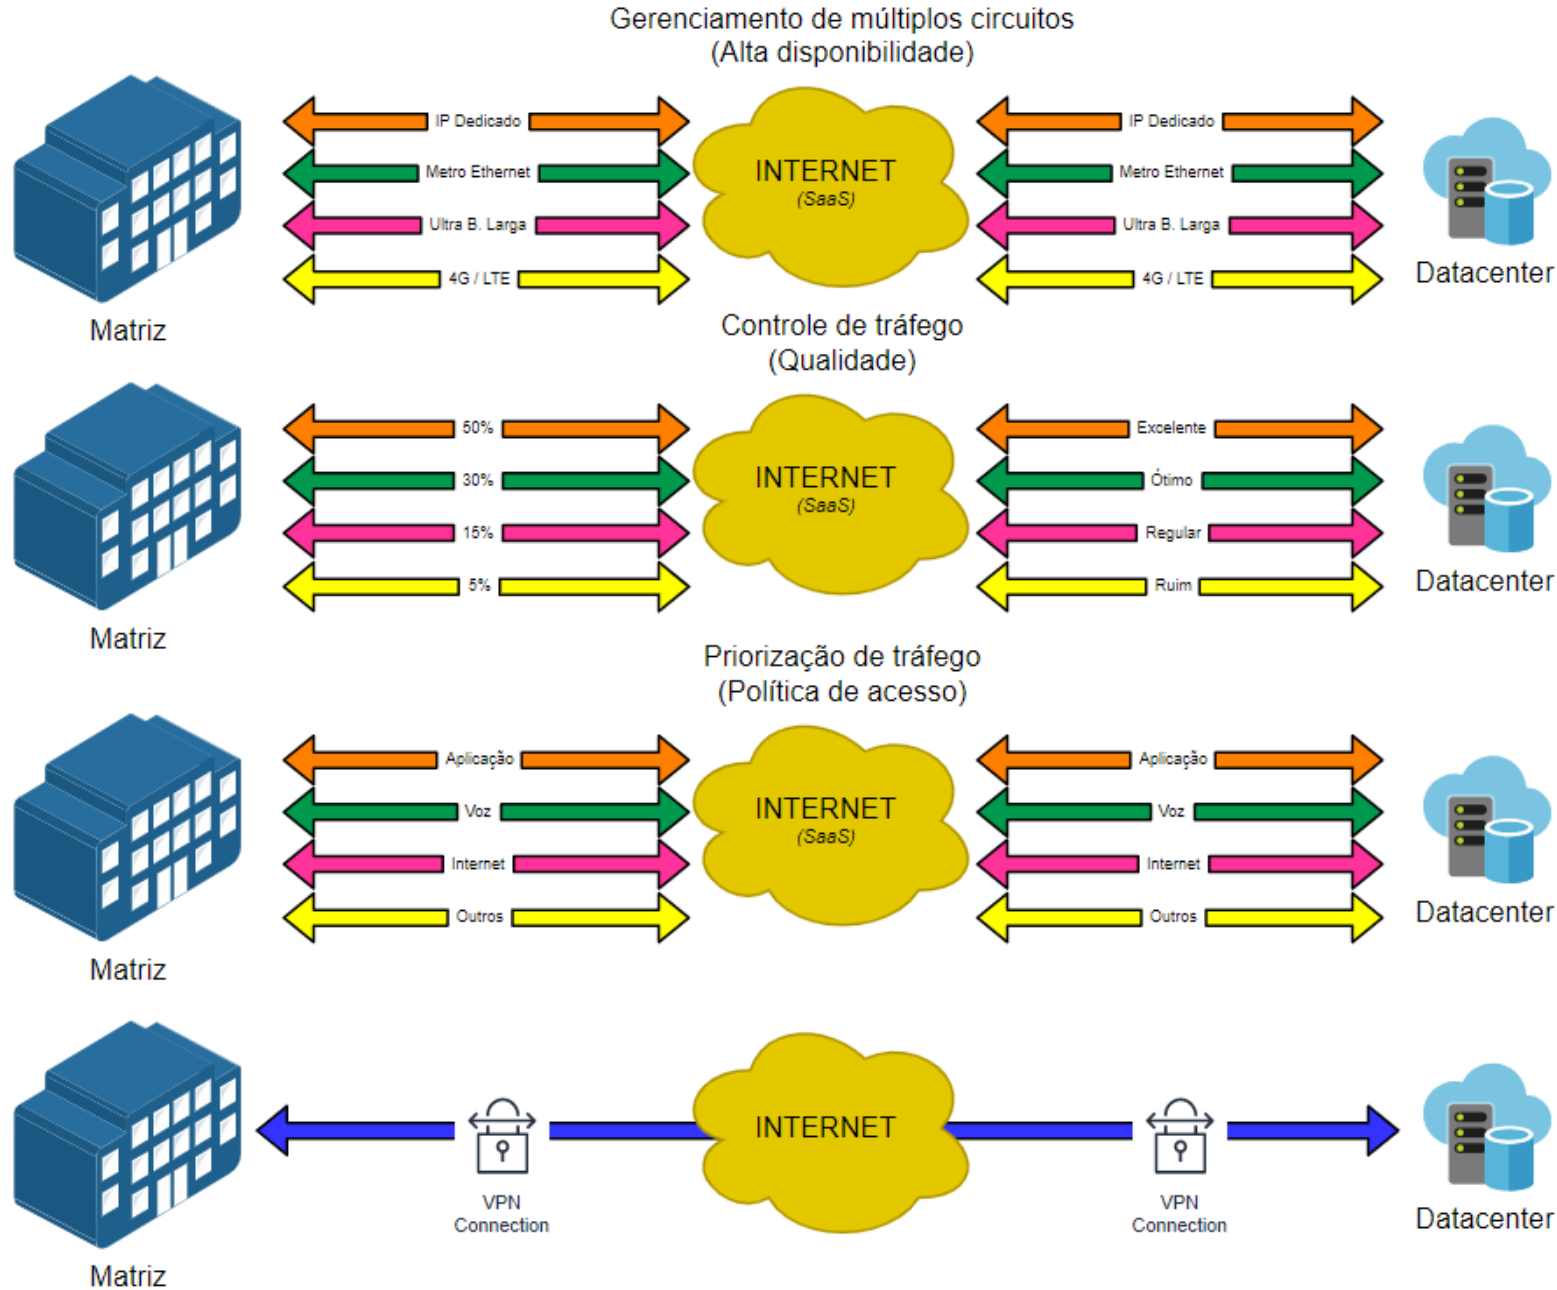 Gerenciamento de múltiplos circuitos
(Alta disponibilidade)
IP Dedicado
IP Dedicado
Metro Ethernet
INTERNET
(SaaS)
Metro Ethernet
Ultra B. Larga
Ultra B. Larga
4G / LTE
4G / LTE
Datacenter
Matriz
Controle de tráfego
(Qualidade)
50%
Excelente
30%
INTERNET
(SaaS)
Ótimo
15%
Regular
5%
Ruim
Datacenter
Matriz
Priorização de tráfego
(Política de acesso)
Aplicação
Aplicação
Voz
INTERNET
(SaaS)
Voz
Internet
Internet
Outros
Outros
Datacenter
Matriz
INTERNET
VPN
Connection
VPN
Connection
Datacenter
Matriz